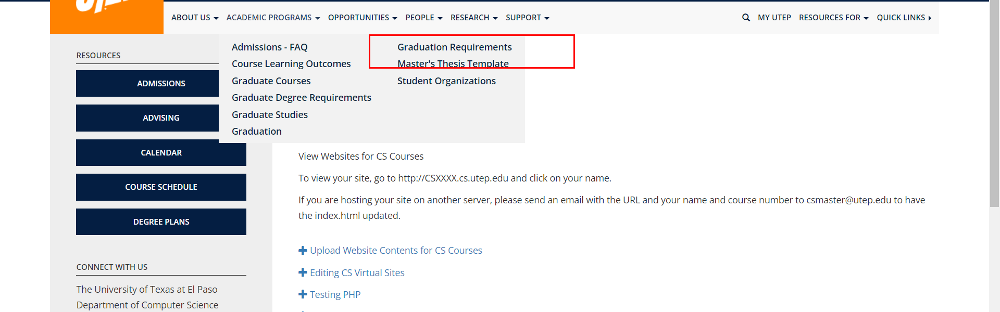 ABOUT US ACADEMIC PROGRAMS OPPORTUNITIES PEOPLE RESEARCH SUPPORT MY UTEP RESOURCES FOR QUICK LINKS
RESOURCES
ADMISSIONS
ADVISING
CALENDAR
COURSE SCHEDULE
DEGREE PLANS
CONNECT WITH US
The University of Texas at El Paso
Department of Computer Science
Admissions - FAQ
Course Learning Outcomes
Graduate Courses
Graduate Degree Requirements
Graduate Studies
Graduation
Graduation Requirements
Master's Thesis Template
Student Organizations
View Websites for CS Courses
To view your site, go to http://CSXXXX.cs.utep.edu and click on your name.
If you are hosting your site on another server, please send an email with the URL and your name and course number to csmaster@utep.edu to have
the index.html updated.
Upload Website Contents for CS Courses
Editing CS Virtual Sites
Testing PHP